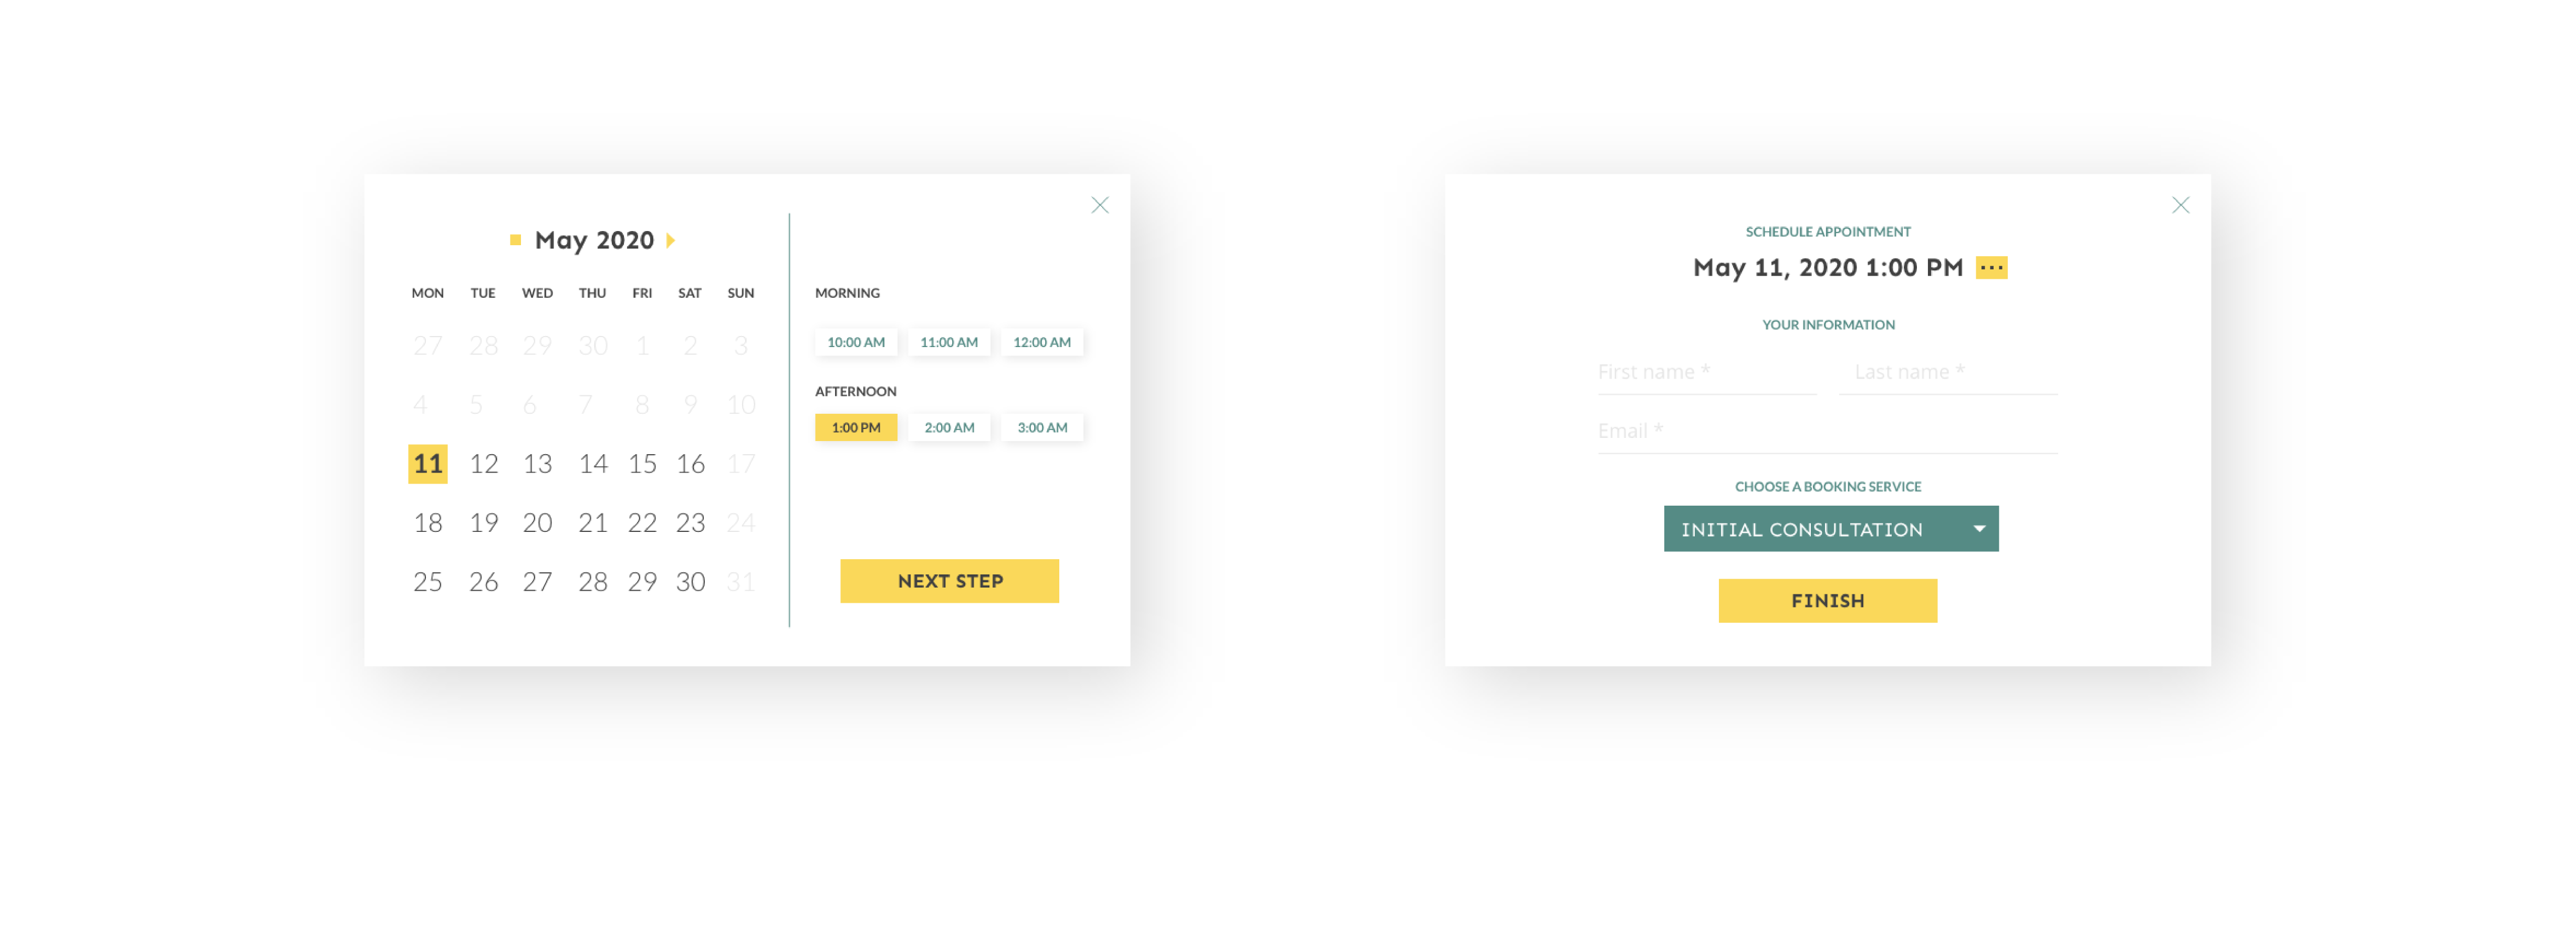 May 2020
MON TUE WED THU FRI SAT SUN
27 28 29 30 1 2 3
4 5 6 7 8 9 10
11 12 13 14 15 16 17
18 19 20 21 22 23 24
25 26 27 28 29 30 31
MORNING
10:00 AM 11:00 AM 12:00 AM
AFTERNOON
1:00 PM 2:00 AM 3:00 AM
NEXT STEP
SCHEDULE APPOINTMENT
May 11, 2020 1:00 PM
YOUR INFORMATION
First name * Last name *
Email *
CHOOSE A BOOKING SERVICE
INITIAL CONSULTATION
FINISH